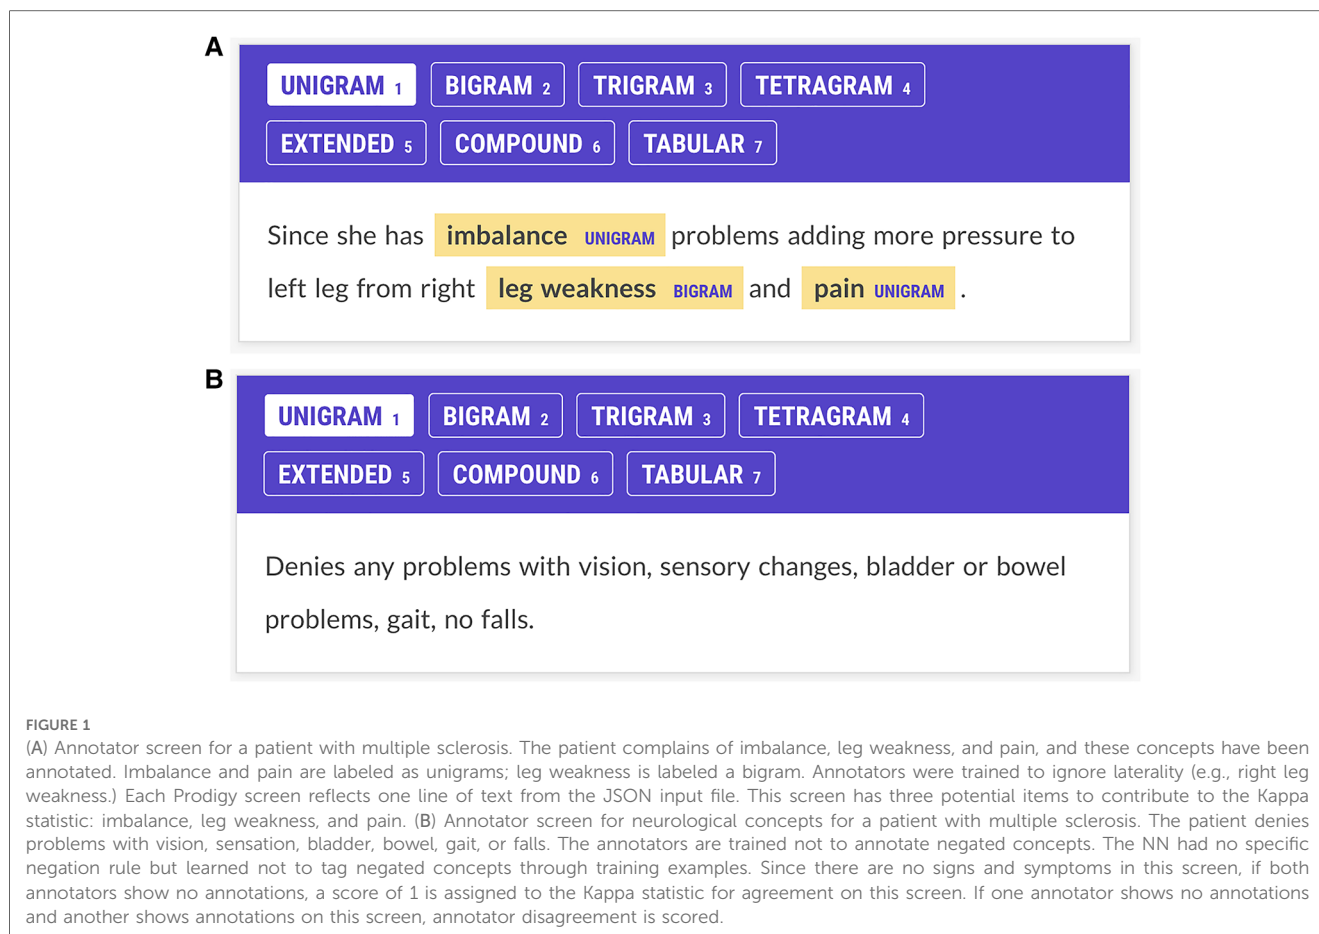 A
UNIGRAM 1 BIGRAM 2 TRIGRAM 3 TETRAGRAM 4
EXTENDED 5 COMPOUND 6 TABULAR 7
Since she has imbalance UNIGRAM problems adding more pressure to
left leg from right leg weakness BIGRAM and pain UNIGRAM .
B
UNIGRAM 1 BIGRAM 2 TRIGRAM 3 TETRAGRAM 4
EXTENDED 5 COMPOUND 6 TABULAR 7
Denies any problems with vision, sensory changes, bladder or bowel
problems, gait, no falls.
FIGURE 1
(A) Annotator screen for a patient with multiple sclerosis. The patient complains of imbalance, leg weakness, and pain, and these concepts have been
annotated. Imbalance and pain are labeled as unigrams; leg weakness is labeled a bigram. Annotators were trained to ignore laterality (e.g., right leg
weakness.) Each Prodigy screen reflects one line of text from the JSON input file. This screen has three potential items to contribute to the Kappa
statistic: imbalance, leg weakness, and pain. (B) Annotator screen for neurological concepts for a patient with multiple sclerosis. The patient denies
problems with vision, sensation, bladder, bowel, gait, or falls. The annotators are trained not to annotate negated concepts. The NN had no specific
negation rule but learned not to tag negated concepts through training examples. Since there are no signs and symptoms in this screen, if both
annotators show no annotations, a score of 1 is assigned to the Kappa statistic for agreement on this screen. If one annotator shows no annotations
and another shows annotations on this screen, annotator disagreement is scored.